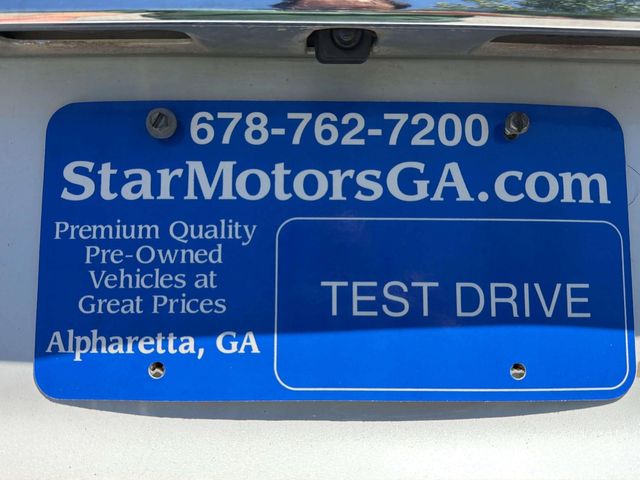 678-762-7200
StarMotorsGA.com
Premium Quality
Pre-Owned
Vehicles at
Great Prices
Alpharetta, GA
TEST DRIVE